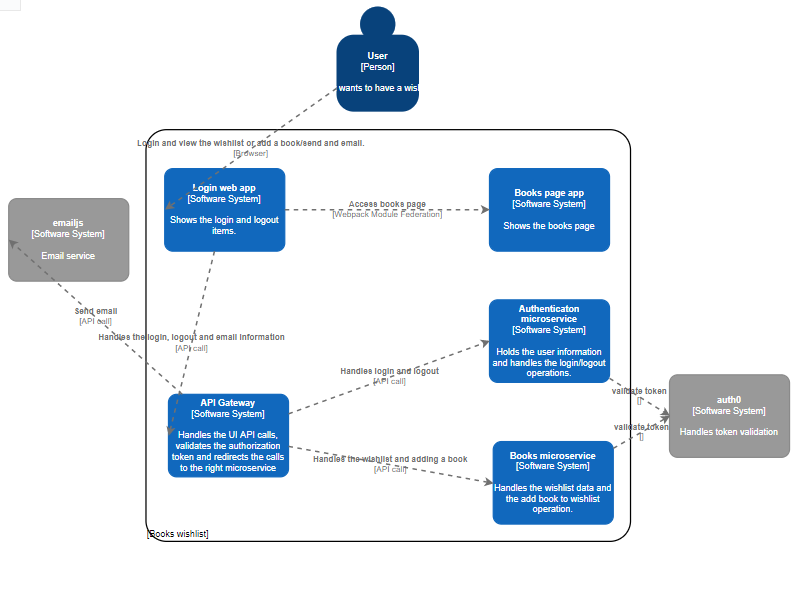 User
[Person]
wants to have a wis
Login and view the wishlist or add a book/send and email.
[Browser]
Login web app
[Software System]
Shows the login and logout
items.
Access books page
[Webpack Module Federation]
Books page app
[Software System]
Shows the books page
emailjs
[Software System]
Email service
Send email
[API call]
Handles the login, logout and email information
[API call]
Authenticaton
microservice
[Software System]
Holds the user information
and handles the login/logout
operations.
Handles login and logout
[API call]
validate token
[]
auth0
[Software System]
Handles token validation
API Gateway
[Software System]
Handles the UI API calls,
validates the authorization
token and redirects the calls
to the right microservice
validate token
[]
Handles the wishlist and adding a book
[API call]
Books microservice
[Software System]
Handles the wishlist data and
the add book to wishlist
operation.
[Books wishlist]